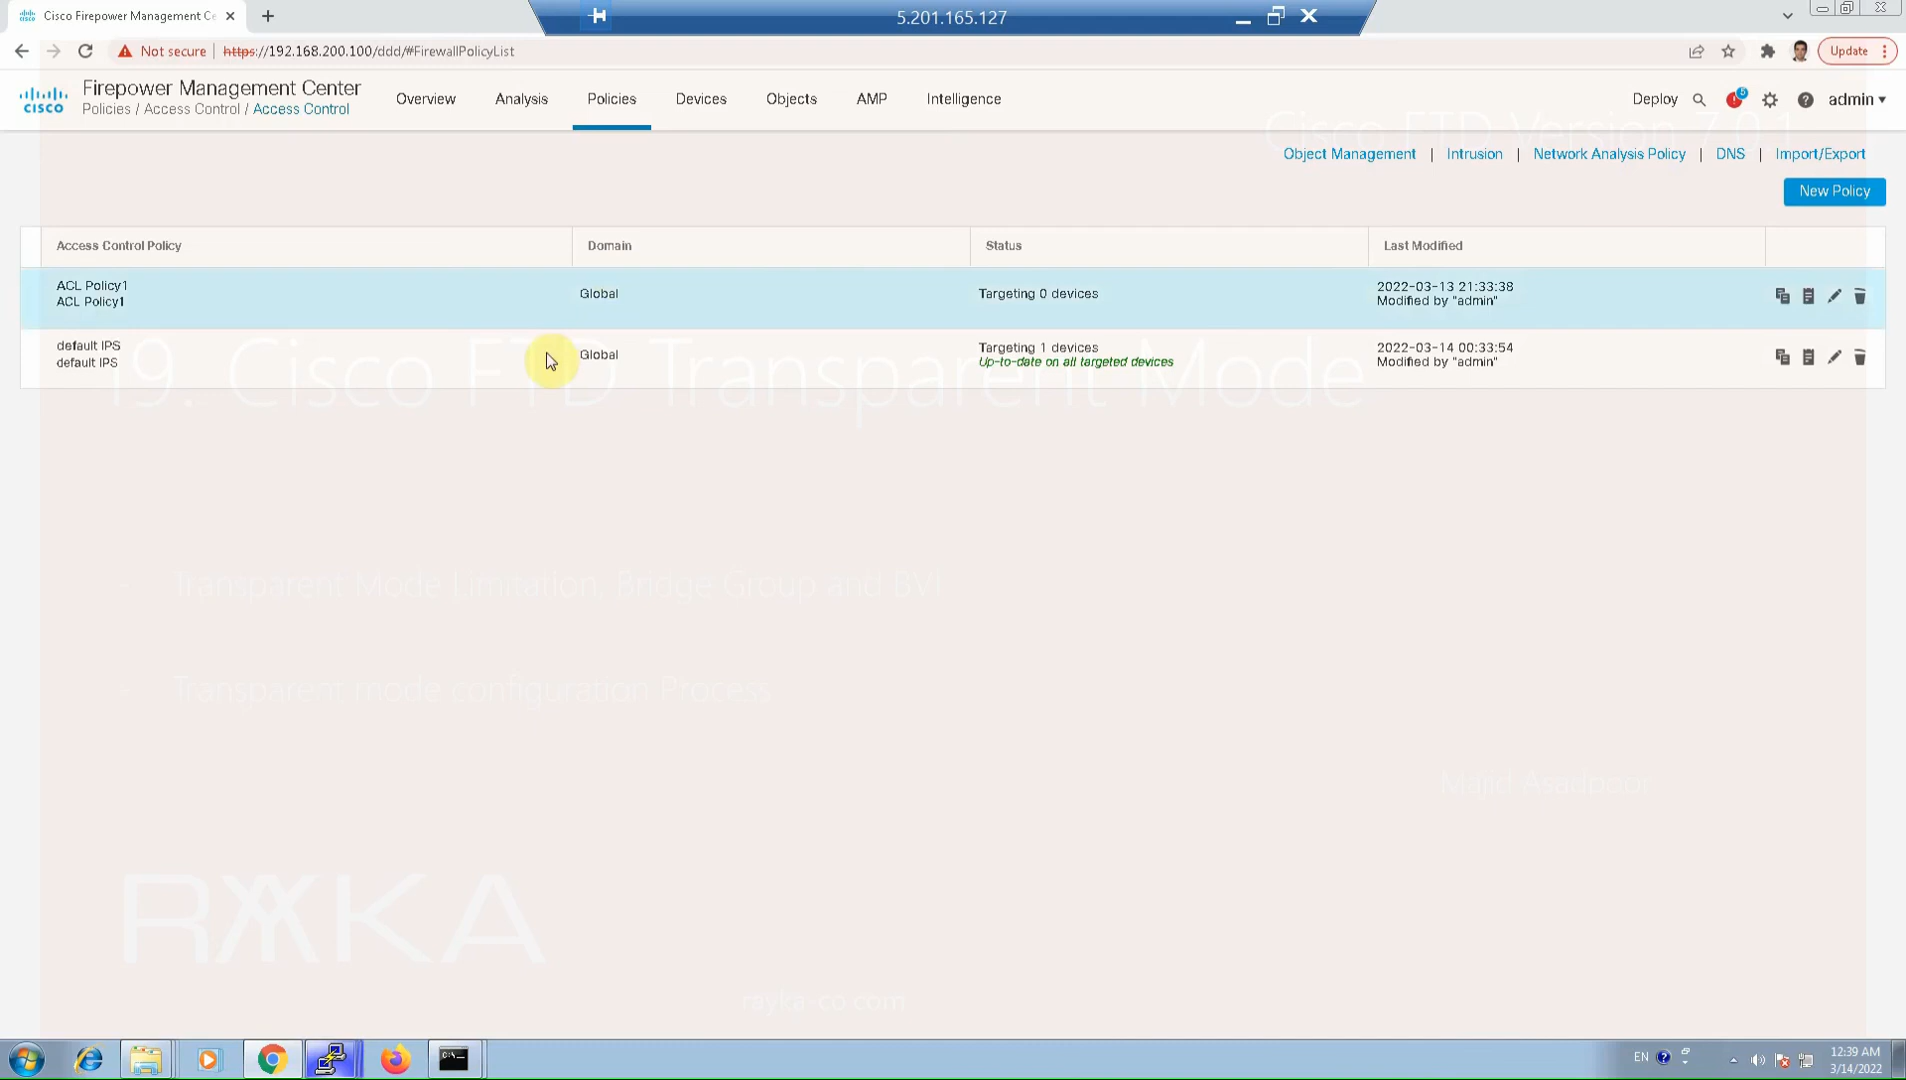 Cisco Firepower Management Ce
5.201.165.127
Not secure https://192.168.200.100/ddd/#FirewallPolicyList
Update
Firepower Management Center
Policies / Access Control / Access Control
Overview Analysis Policies Devices Objects AMP Intelligence
Deploy
5
admin
cisco
Cisco FTD Version 7.0.1
Object Management | Intrusion | Network Analysis Policy | DNS | Import/Export
New Policy
Access Control Policy Domain Status Last Modified
ACL Policy1
ACL Policy1
Global
Targeting 0 devices
2022-03-13 21:33:38
Modified by "admin"
default IPS
default IPS
Global
Targeting 1 devices
Up-to-date on all targeted devices
2022-03-14 00:33:54
Modified by "admin"
19. Cisco FTD Transparent Mode
- Transparent Mode Limitation, Bridge Group and BVI
- Transparent mode configuration Process
Majid Asadpoor
RAYKA
rayka-co.com
EN
12:39 AM
3/14/2022